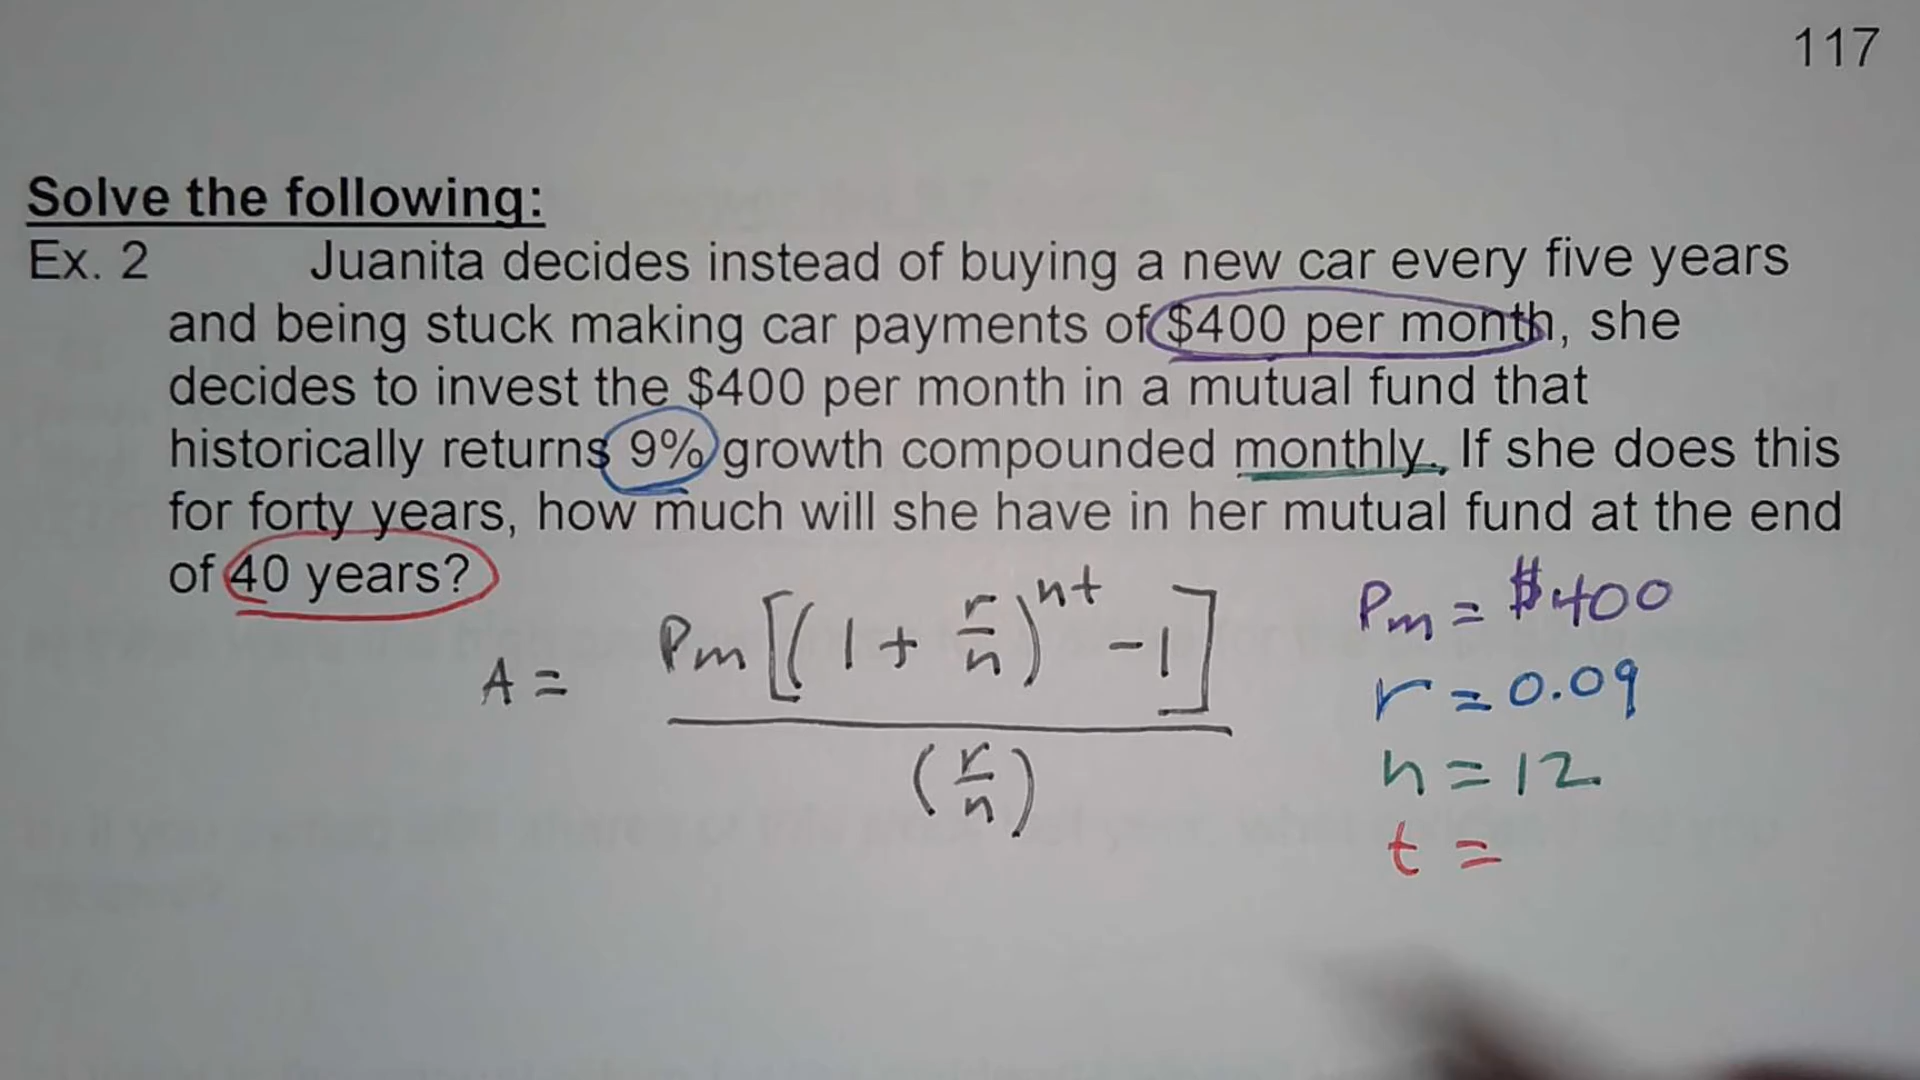 117
Solve the following:
Ex. 2 Juanita decides instead of buying a new car every five years
and being stuck making car payments of $400 per month, she
decides to invest the $400 per month in a mutual fund that
historically returns 9% growth compounded monthly. If she does this
for forty years, how much will she have in her mutual fund at the end
of 40 years?
A = Pm[(1 + r/n)^nt - 1] / (r/n)
Pm = $400
r = 0.09
n = 12
t =